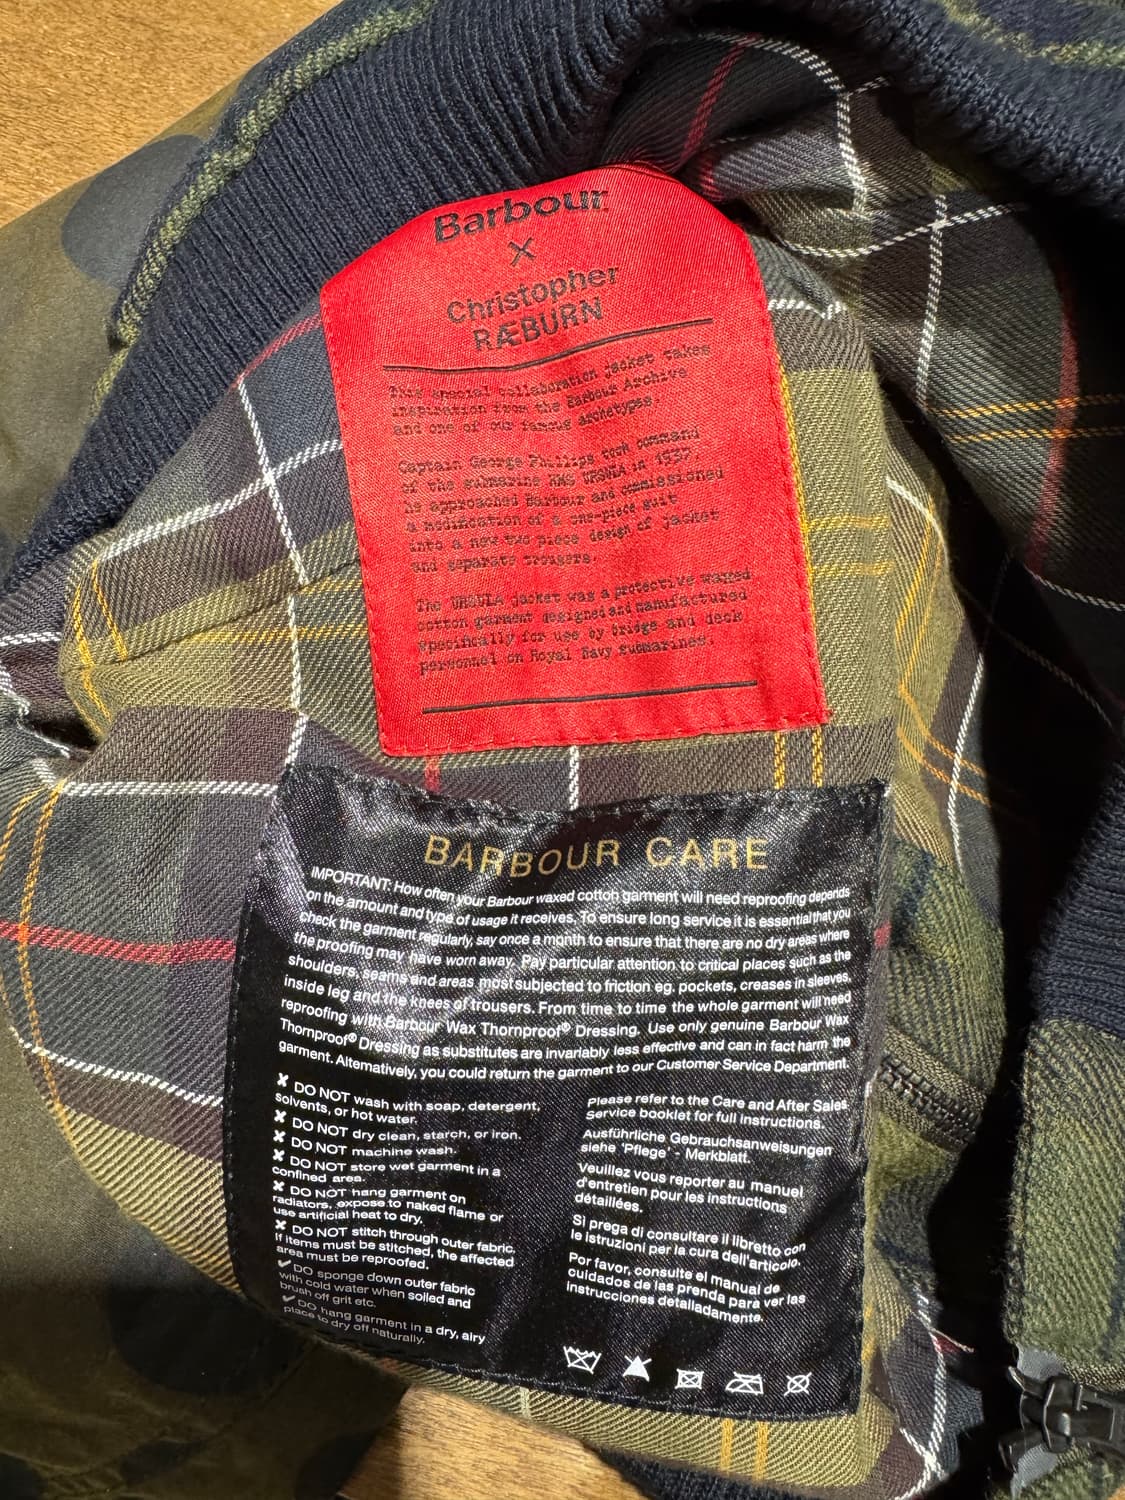 Barbour
X
Christopher
RÆBURN
This special collaboration jacket takes
inspiration from the Barbour Archive
and one of our famous archetypes.
Captain George Phillips took command
of the submarine HMS URSULA in 1937.
he approached Barbour and commissioned
a modification of a one-piece suit
into a new two piece design of jacket
and separate trousers.
The URSULA jacket was a protective waxed
cotton garment designed and manufactured
specifically for use by bridge and deck
personnel on Royal Navy submarines.
BARBOUR CARE
IMPORTANT: How often your Barbour waxed cotton garment will need reproofing depends
on the amount and type of usage it receives. To ensure long service it is essential that you
check the garment regularly, say once a month to ensure that there are no dry areas where
the proofing may have worn away. Pay particular attention to critical places such as the
shoulders, seams and areas most subjected to friction eg. pockets, creases in sleeves,
inside leg and the knees of trousers. From time to time the whole garment will need
reproofing with Barbour Wax Thornproof® Dressing. Use only genuine Barbour Wax
Thornproof® Dressing as substitutes are invariably less effective and can in fact harm the
garment. Alternatively, you could return the garment to our Customer Service Department.
✘ DO NOT wash with soap, detergent,
solvents, or hot water.
✘ DO NOT dry clean, starch, or iron.
✘ DO NOT machine wash.
✘ DO NOT store wet garment in a
confined area.
✘ DO NOT hang garment on
radiators, expose to naked flame or
use artificial heat to dry.
✘ DO NOT stitch through outer fabric.
If items must be stitched, the affected
area must be reproofed.
✔ DO sponge down outer fabric
with cold water when soiled and
brush off grit etc.
✔ DO hang garment in a dry, airy
place to dry off naturally.
Please refer to the Care and After Sales
Service booklet for full instructions.
Ausführliche Gebrauchsanweisungen
siehe 'Pflege' - Merkblatt.
Veuillez vous reporter au manuel
d'entretien pour les instructions
détaillées.
Si prega di consultare il libretto con
le istruzioni per la cura dell'articolo.
Por favor, consulte el manual de
cuidados de las prenda para ver las
instrucciones detalladamente.